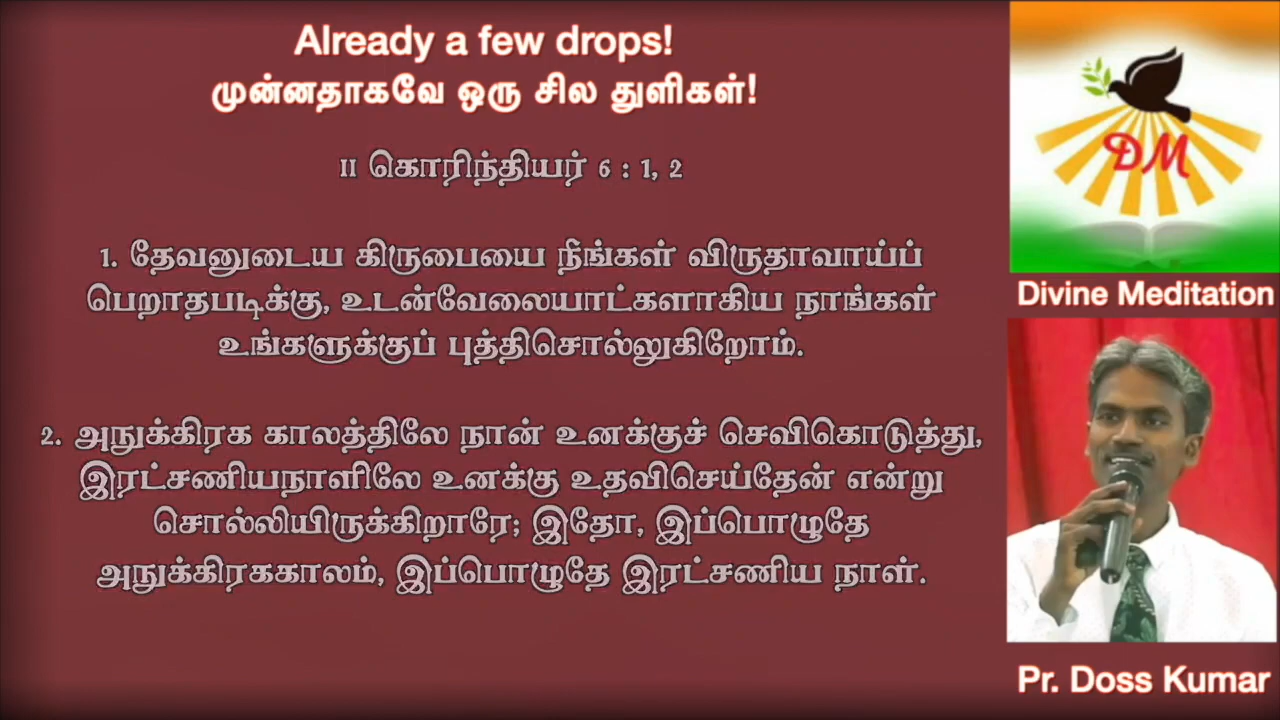 Already a few drops!
முன்னதாகவே ஒரு சில துளிகள்!
II கொரிந்தியர் 6 : 1, 2
1. தேவனுடைய கிருபையை நீங்கள் விருதாவாய்ப்
பெறாதபடிக்கு, உடன்வேலையாட்களாகிய நாங்கள்
உங்களுக்குப் புத்திசொல்லுகிறோம்.
2. அநுக்கிரக காலத்திலே நான் உனக்குச் செவிகொடுத்து,
இரட்சணியநாளிலே உனக்கு உதவிசெய்தேன் என்று
சொல்லியிருக்கிறாரே; இதோ, இப்பொழுதே
அநுக்கிரககாலம், இப்பொழுதே இரட்சணிய நாள்.
DM
Divine Meditation
Pr. Doss Kumar